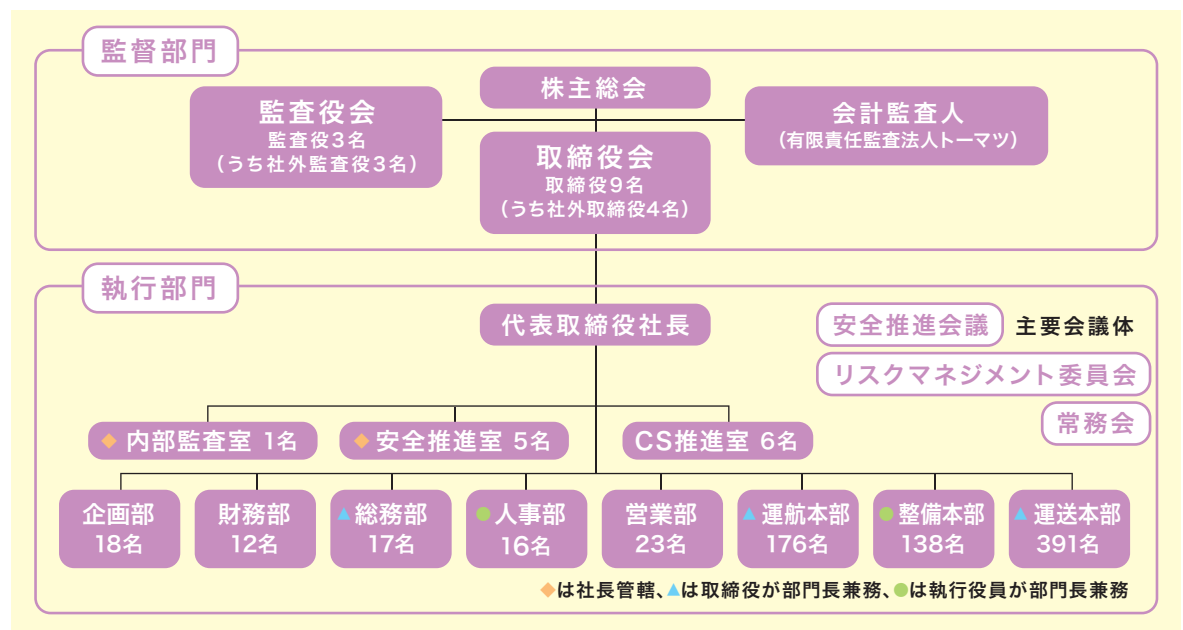 監督部門
株主総会
監査役会
監査役3名
（うち社外監査役3名）
会計監査人
（有限責任監査法人トーマツ）
取締役会
取締役9名
（うち社外取締役4名）
執行部門
代表取締役社長
安全推進会議 主要会議体
リスクマネジメント委員会
常務会
◆ 内部監査室 1名
◆ 安全推進室 5名
CS推進室 6名
企画部
18名
財務部
12名
▲ 総務部
17名
● 人事部
16名
営業部
23名
▲ 運航本部
176名
● 整備本部
138名
▲ 運送本部
391名
◆は社長管轄、▲は取締役が部門長兼務、●は執行役員が部門長兼務